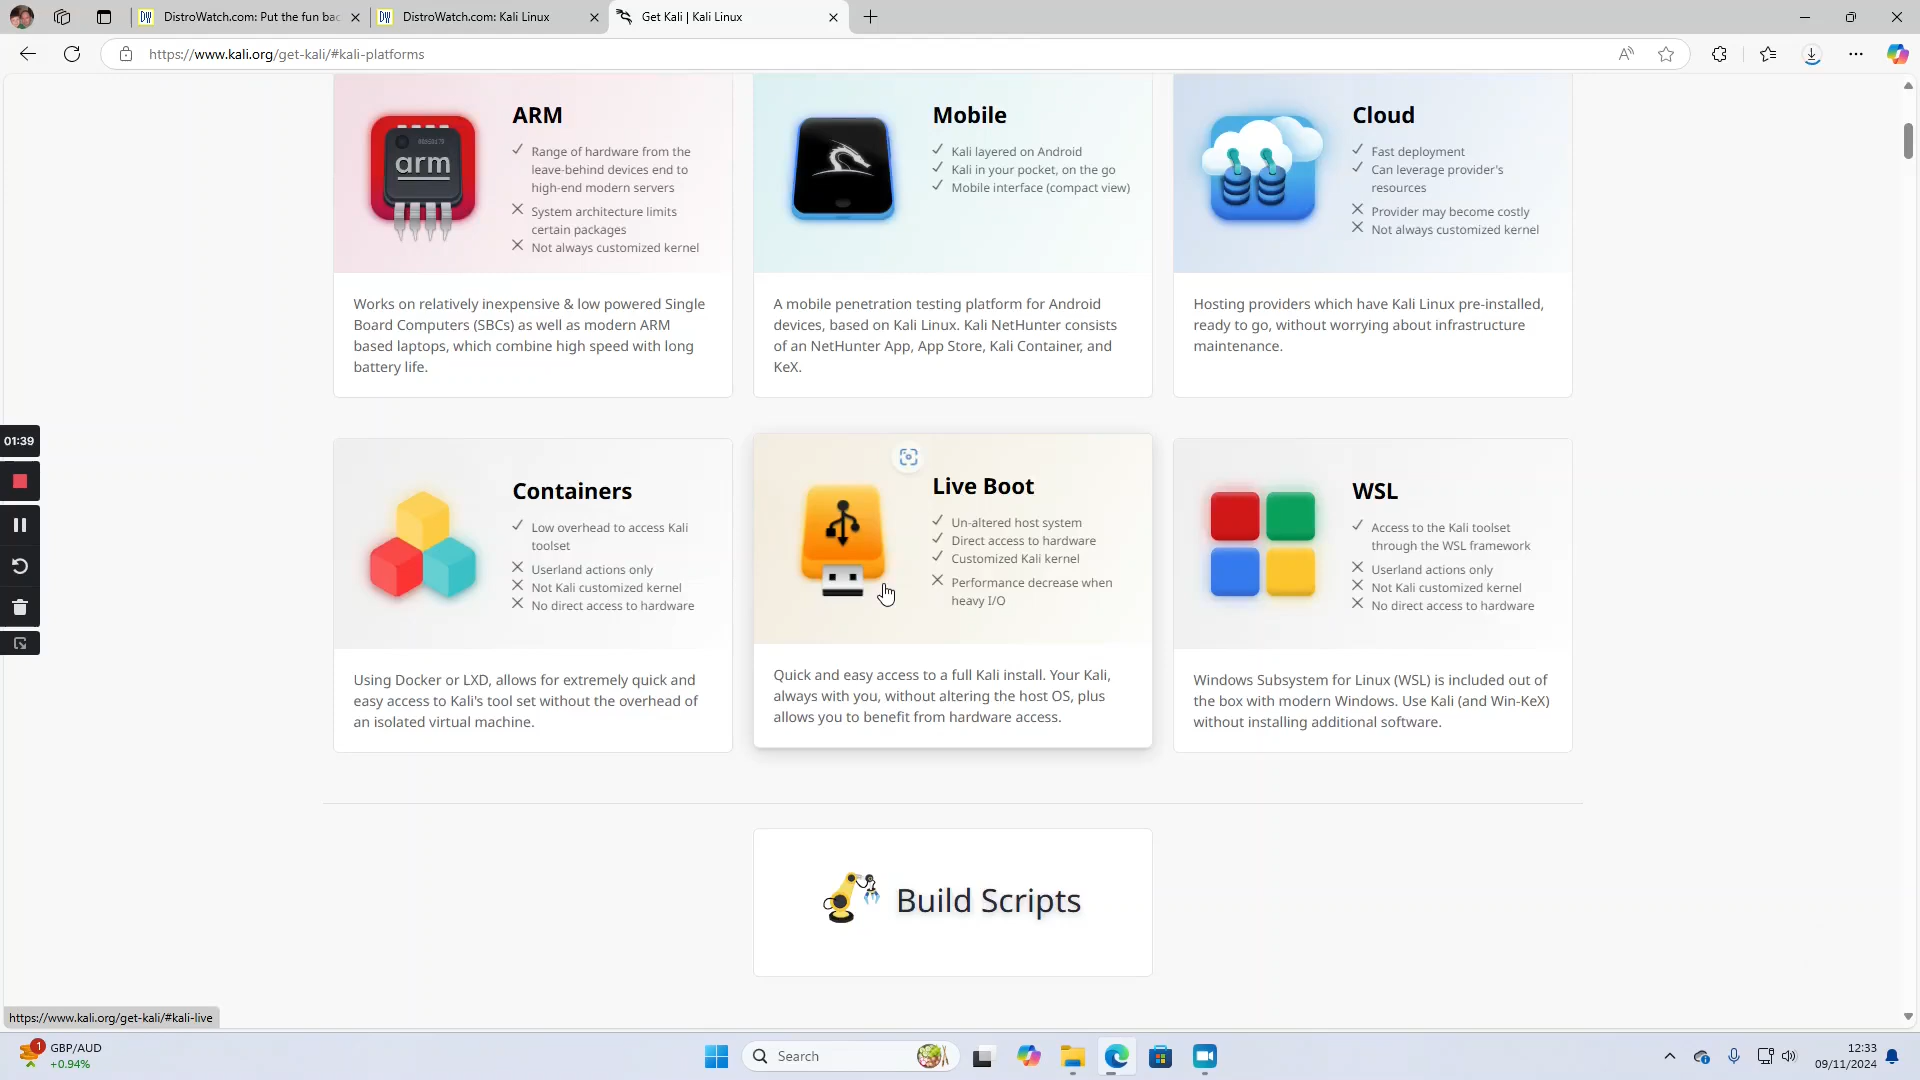 DistroWatch.com: Put the fun bac
DistroWatch.com: Kali Linux
Get Kali | Kali Linux
https://www.kali.org/get-kali/#kali-platforms
ARM
Range of hardware from the
leave-behind devices end to
high-end modern servers
System architecture limits
certain packages
Not always customized kernel
arm
Works on relatively inexpensive & low powered Single
Board Computers (SBCs) as well as modern ARM
based laptops, which combine high speed with long
battery life.
Mobile
Kali layered on Android
Kali in your pocket, on the go
Mobile interface (compact view)
A mobile penetration testing platform for Android
devices, based on Kali Linux. Kali NetHunter consists
of an NetHunter App, App Store, Kali Container, and
KeX.
Cloud
Fast deployment
Can leverage provider's
resources
Provider may become costly
Not always customized kernel
Hosting providers which have Kali Linux pre-installed,
ready to go, without worrying about infrastructure
maintenance.
01:39
Containers
Low overhead to access Kali
toolset
Userland actions only
Not Kali customized kernel
No direct access to hardware
Using Docker or LXD, allows for extremely quick and
easy access to Kali's tool set without the overhead of
an isolated virtual machine.
Live Boot
Un-altered host system
Direct access to hardware
Customized Kali kernel
Performance decrease when
heavy I/O
Quick and easy access to a full Kali install. Your Kali,
always with you, without altering the host OS, plus
allows you to benefit from hardware access.
WSL
Access to the Kali toolset
through the WSL framework
Userland actions only
Not Kali customized kernel
No direct access to hardware
Windows Subsystem for Linux (WSL) is included out of
the box with modern Windows. Use Kali (and Win-KeX)
without installing additional software.
Build Scripts
https://www.kali.org/get-kali/#kali-live
1
GBP/AUD
+0.94%
Search
12:33
09/11/2024